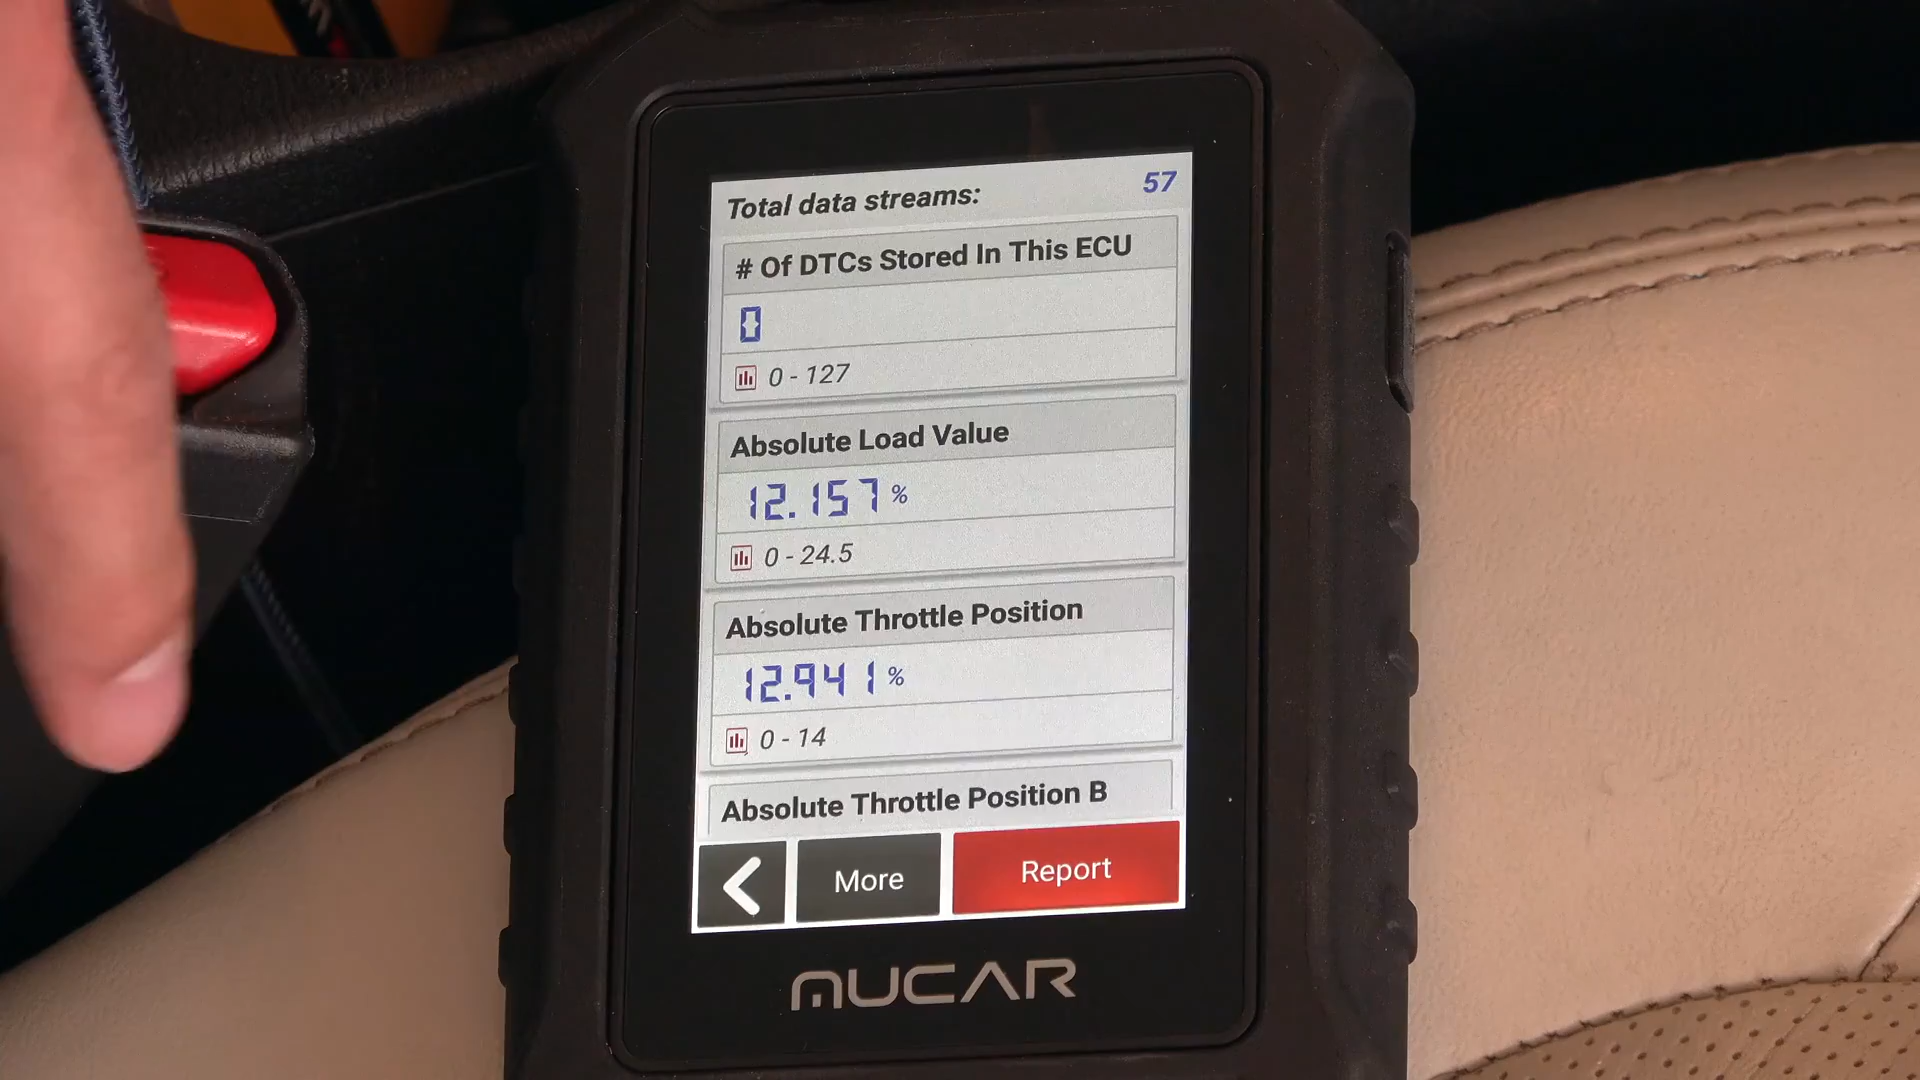 Total data streams: 57
# Of DTCs Stored In This ECU
0
0 - 127
Absolute Load Value
12.157 %
0 - 24.5
Absolute Throttle Position
12.941 %
0 - 14
Absolute Throttle Position B
More
Report
MUCAR